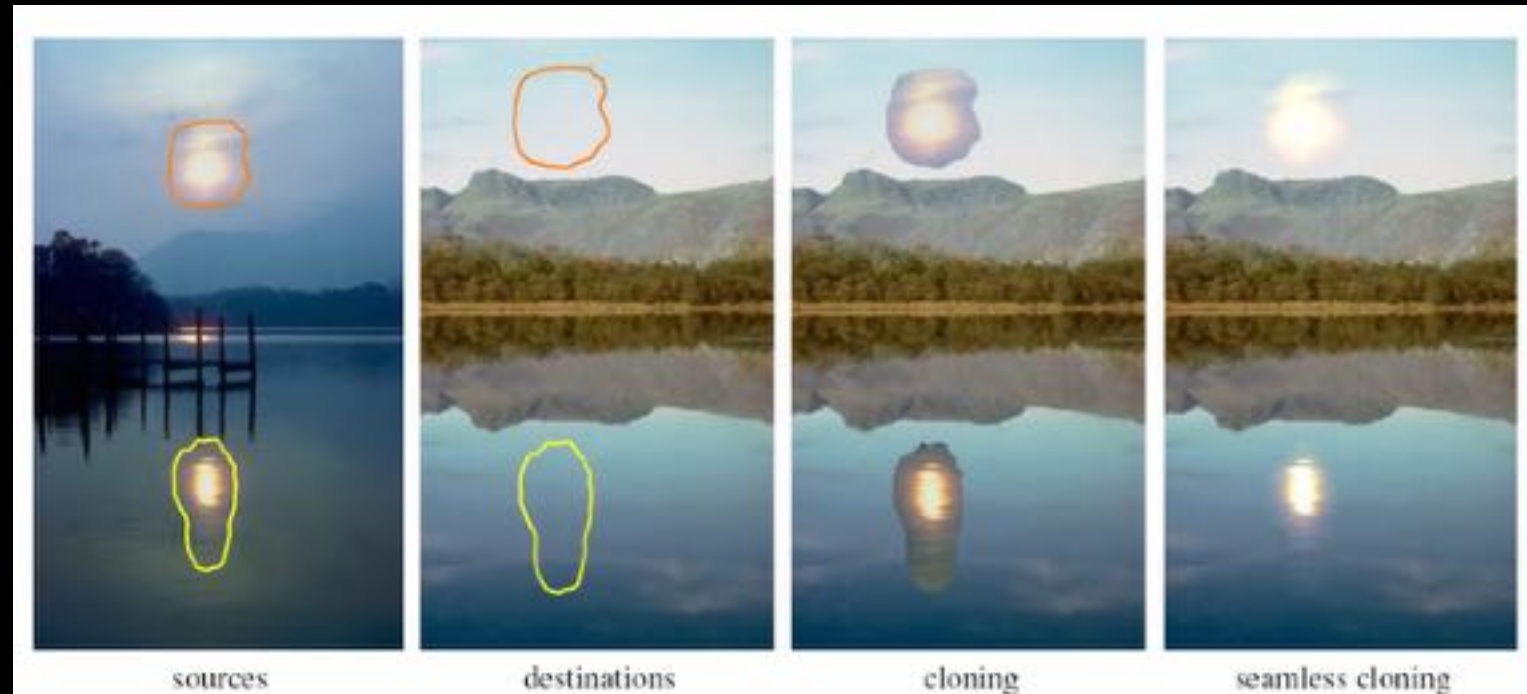 sources
destinations
cloning
seamless cloning